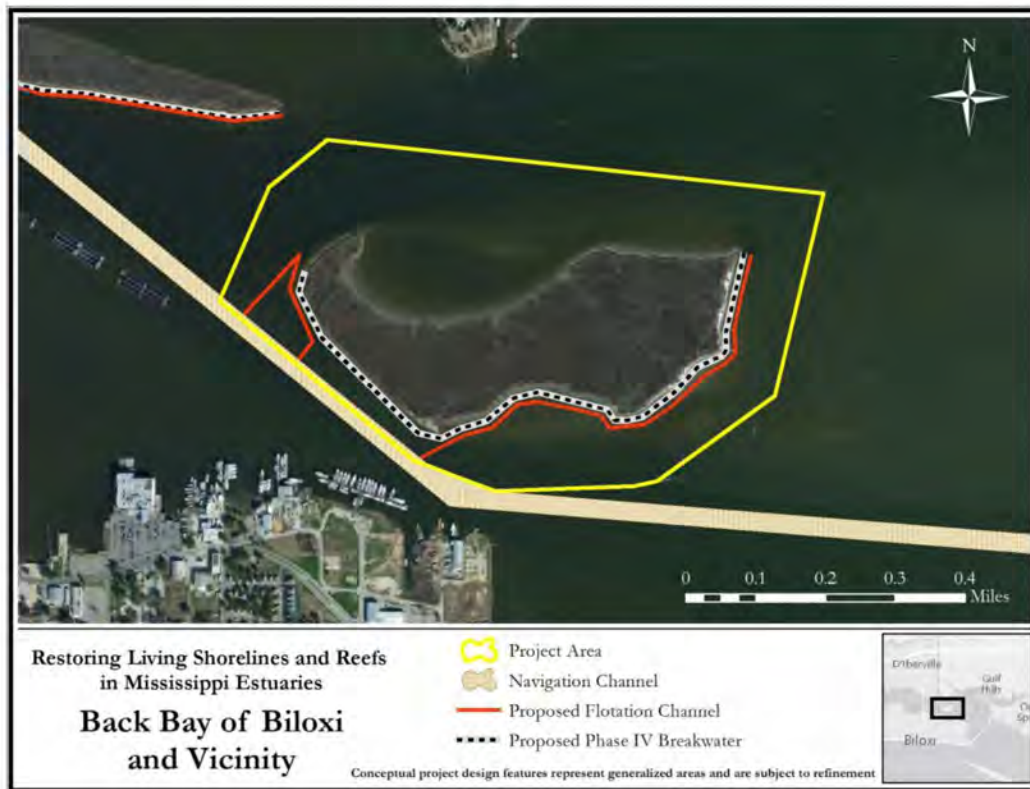 N
0 0.1 0.2 0.3 0.4
Miles
Restoring Living Shorelines and Reefs
in Mississippi Estuaries
Back Bay of Biloxi
and Vicinity
Project Area
Navigation Channel
Proposed Flotation Channel
Proposed Phase IV Breakwater
Conceptual project design features represent generalized areas and are subject to refinement
D'Iberville
Gulf
Hills
Biloxi